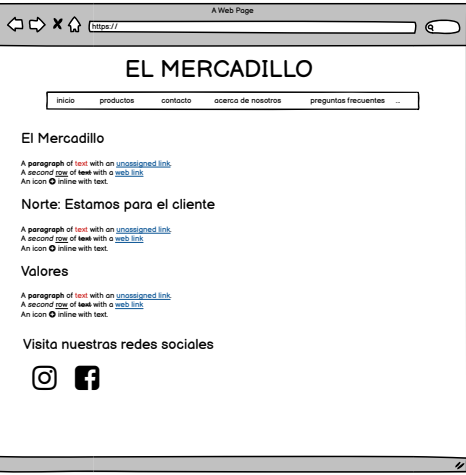 A Web Page
https://
EL MERCADILLO
inicio productos contacto acerca de nosotros preguntas frecuentes ...
El Mercadillo
A paragraph of text with an unassigned link.
A second row of text with a web link
An icon inline with text.
Norte: Estamos para el cliente
A paragraph of text with an unassigned link.
A second row of text with a web link
An icon inline with text.
Valores
A paragraph of text with an unassigned link.
A second row of text with a web link
An icon inline with text.
Visita nuestras redes sociales